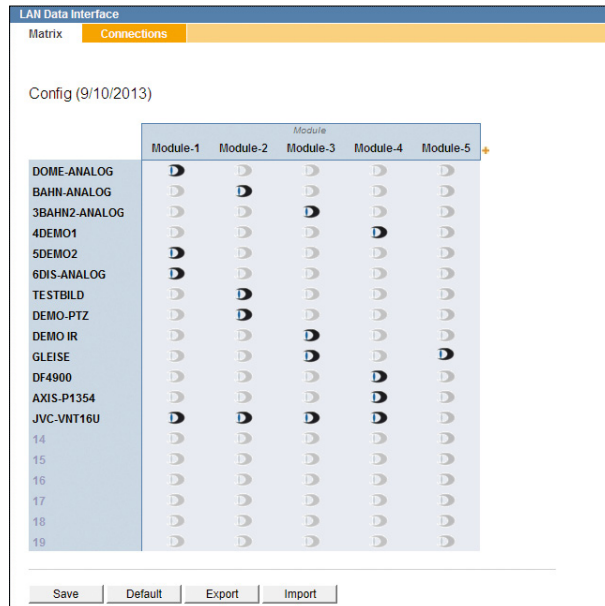 LAN Data Interface
Matrix Connections
Config (9/10/2013)
Module
Module-1 Module-2 Module-3 Module-4 Module-5 +
DOME-ANALOG
BAHN-ANALOG
3BAHN2-ANALOG
4DEMO1
5DEMO2
6DIS-ANALOG
TESTBILD
DEMO-PTZ
DEMO IR
GLEISE
DF4900
AXIS-P1354
JVC-VNT16U
14
15
16
17
18
19
Save Default Export Import